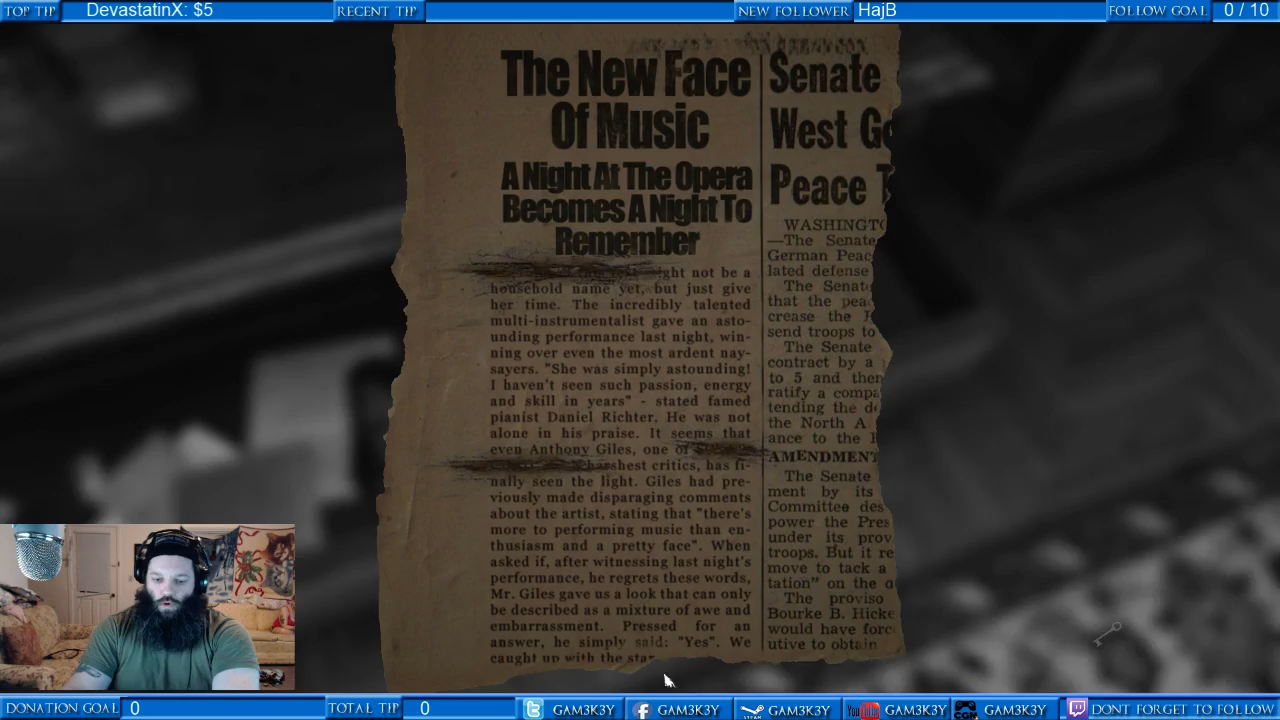 TOP TIP
DevastatinX: $5
RECENT TIP
NEW FOLLOWER
HajB
FOLLOW GOAL
0 / 10
The New Face
Of Music
A Night At The Opera
Becomes A Night To
Remember
not be a
household name yet, but just give
her time. The incredibly talented
multi-instrumentalist gave an asto-
unding performance last night, win-
ning over even the most ardent nay-
sayers. "She was simply astounding!
I haven't seen such passion, energy
and skill in years" - stated famed
pianist Daniel Richter. He was not
alone in his praise. It seems that
even Anthony Giles, one of
harshest critics, has fi-
nally seen the light. Giles had pre-
viously made disparaging comments
about the artist, stating that "there's
more to performing music than en-
thusiasm and a pretty face". When
asked if, after witnessing last night's
performance, he regrets these words,
Mr. Giles gave us a look that can only
be described as a mixture of awe and
embarrassment. Pressed for an
answer, he simply said: "Yes". We
caught up with the star
Senate
West
Peace
WASHINGTO
—The Senate
German Peac
lated defense
The Senat
that the pea
crease the
send troops to
The Senate
contract by a
to 5 and then
ratify a compa
tending the de
the North A
ance to the
AMENDMENT
The Senate
ment by its
Committee des
power the Pres
under its prov
troops. But it re
move to tack a
tation" on the
The proviso
Bourke B. Hicke
would have forc
utive to obtain
DONATION GOAL
0
TOTAL TIP
0
GAM3K3Y
GAM3K3Y
STEAM
GAM3K3Y
YouTube
GAM3K3Y
GAM3K3Y
DONT FORGET TO FOLLOW